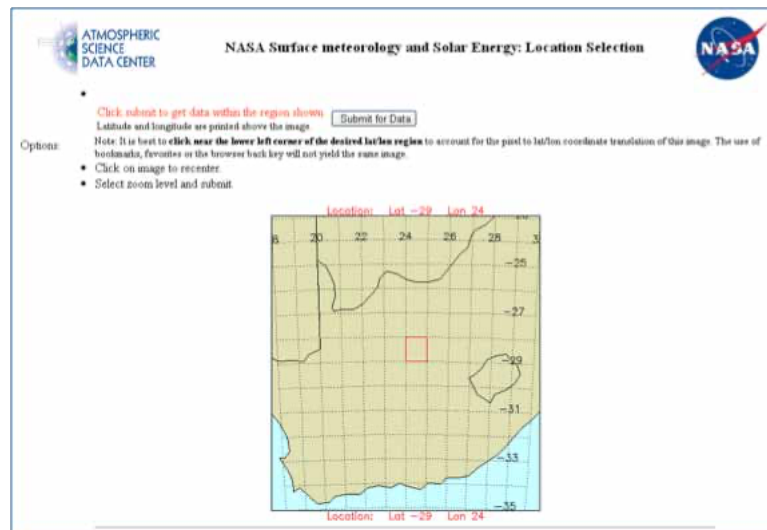 ATMOSPHERIC
SCIENCE
DATA CENTER
NASA Surface meteorology and Solar Energy: Location Selection
NASA
Options:
Click submit to get data within the region shown.
Submit for Data
Latitude and longitude are printed above the image.
Note: It is best to click near the lower left corner of the desired lat/lon region to account for the pixel to lat/lon coordinate translation of this image. The use of
bookmarks, favorites or the browser back key will not yield the same image.
Click on image to recenter.
Select zoom level and submit.
Location: Lat -29 Lon 24
8 20 22 24 26 28 3
-25
-27
-29
-31
-33
-35
Location: Lat -29 Lon 24